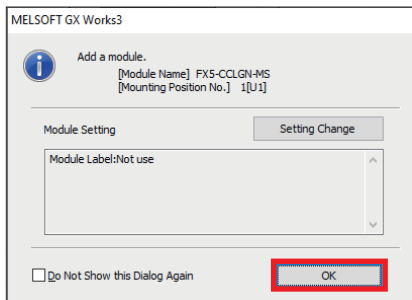 MELSOFT GX Works3
Add a module.
[Module Name] FX5-CCLGN-MS
[Mounting Position No.] 1[U1]
Module Setting
Setting Change
Module Label:Not use
Do Not Show this Dialog Again
OK